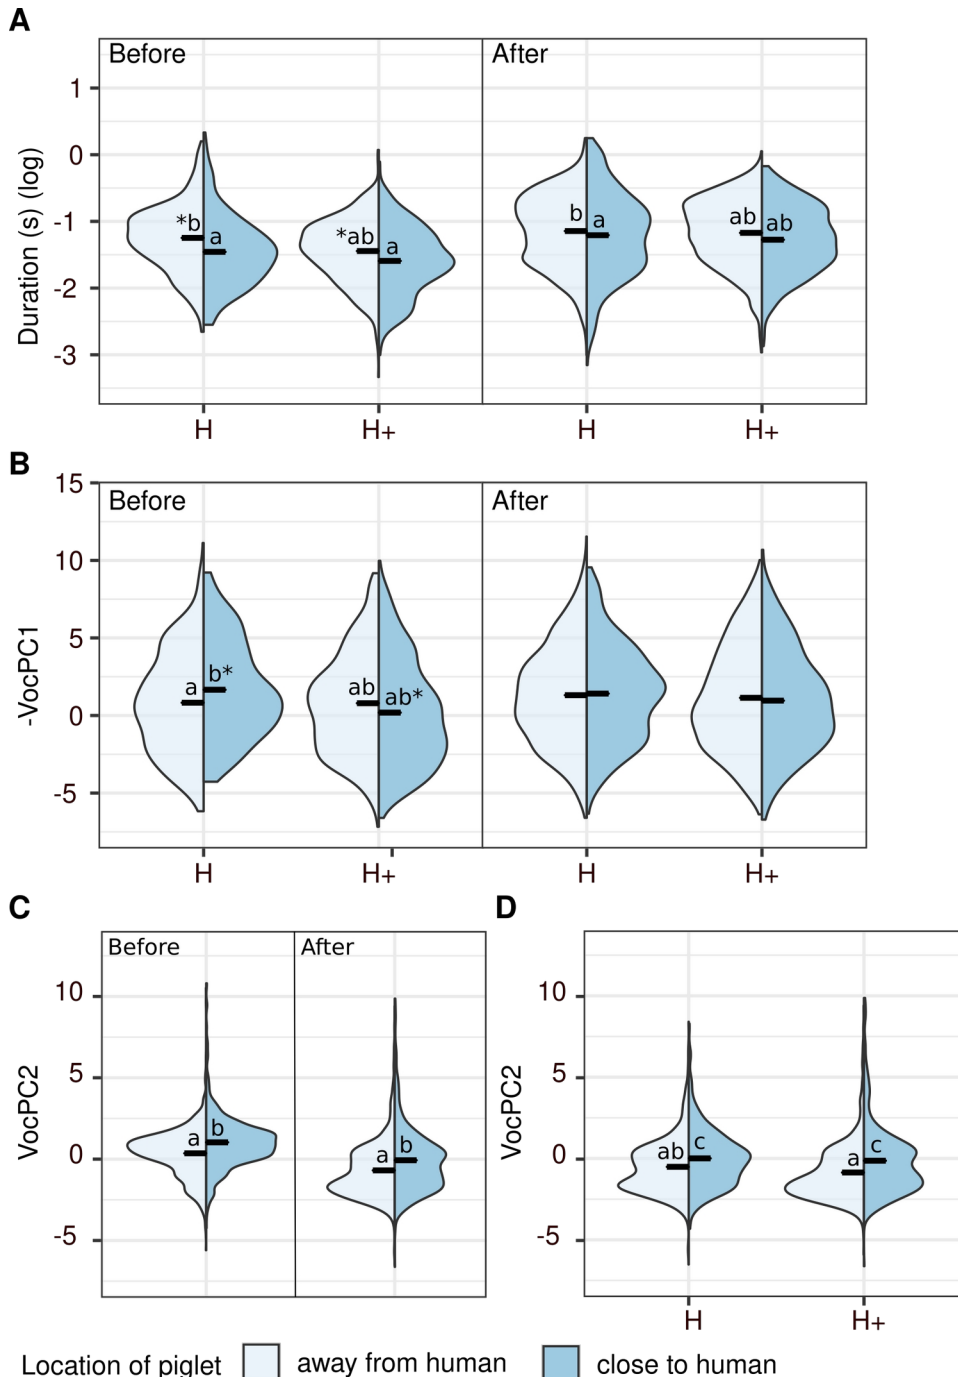 A
Before
After
Duration (s) (log)
1
0
-1
-2
-3
*b
a
*ab
a
b
a
ab
ab
H
H+
H
H+
B
Before
After
-VocPC1
15
10
5
0
-5
a
b*
ab
ab*
H
H+
H
H+
C
Before
After
VocPC2
10
5
0
-5
a
b
a
b
D
VocPC2
10
5
0
-5
ab
c
a
c
H
H+
Location of piglet
away from human
close to human